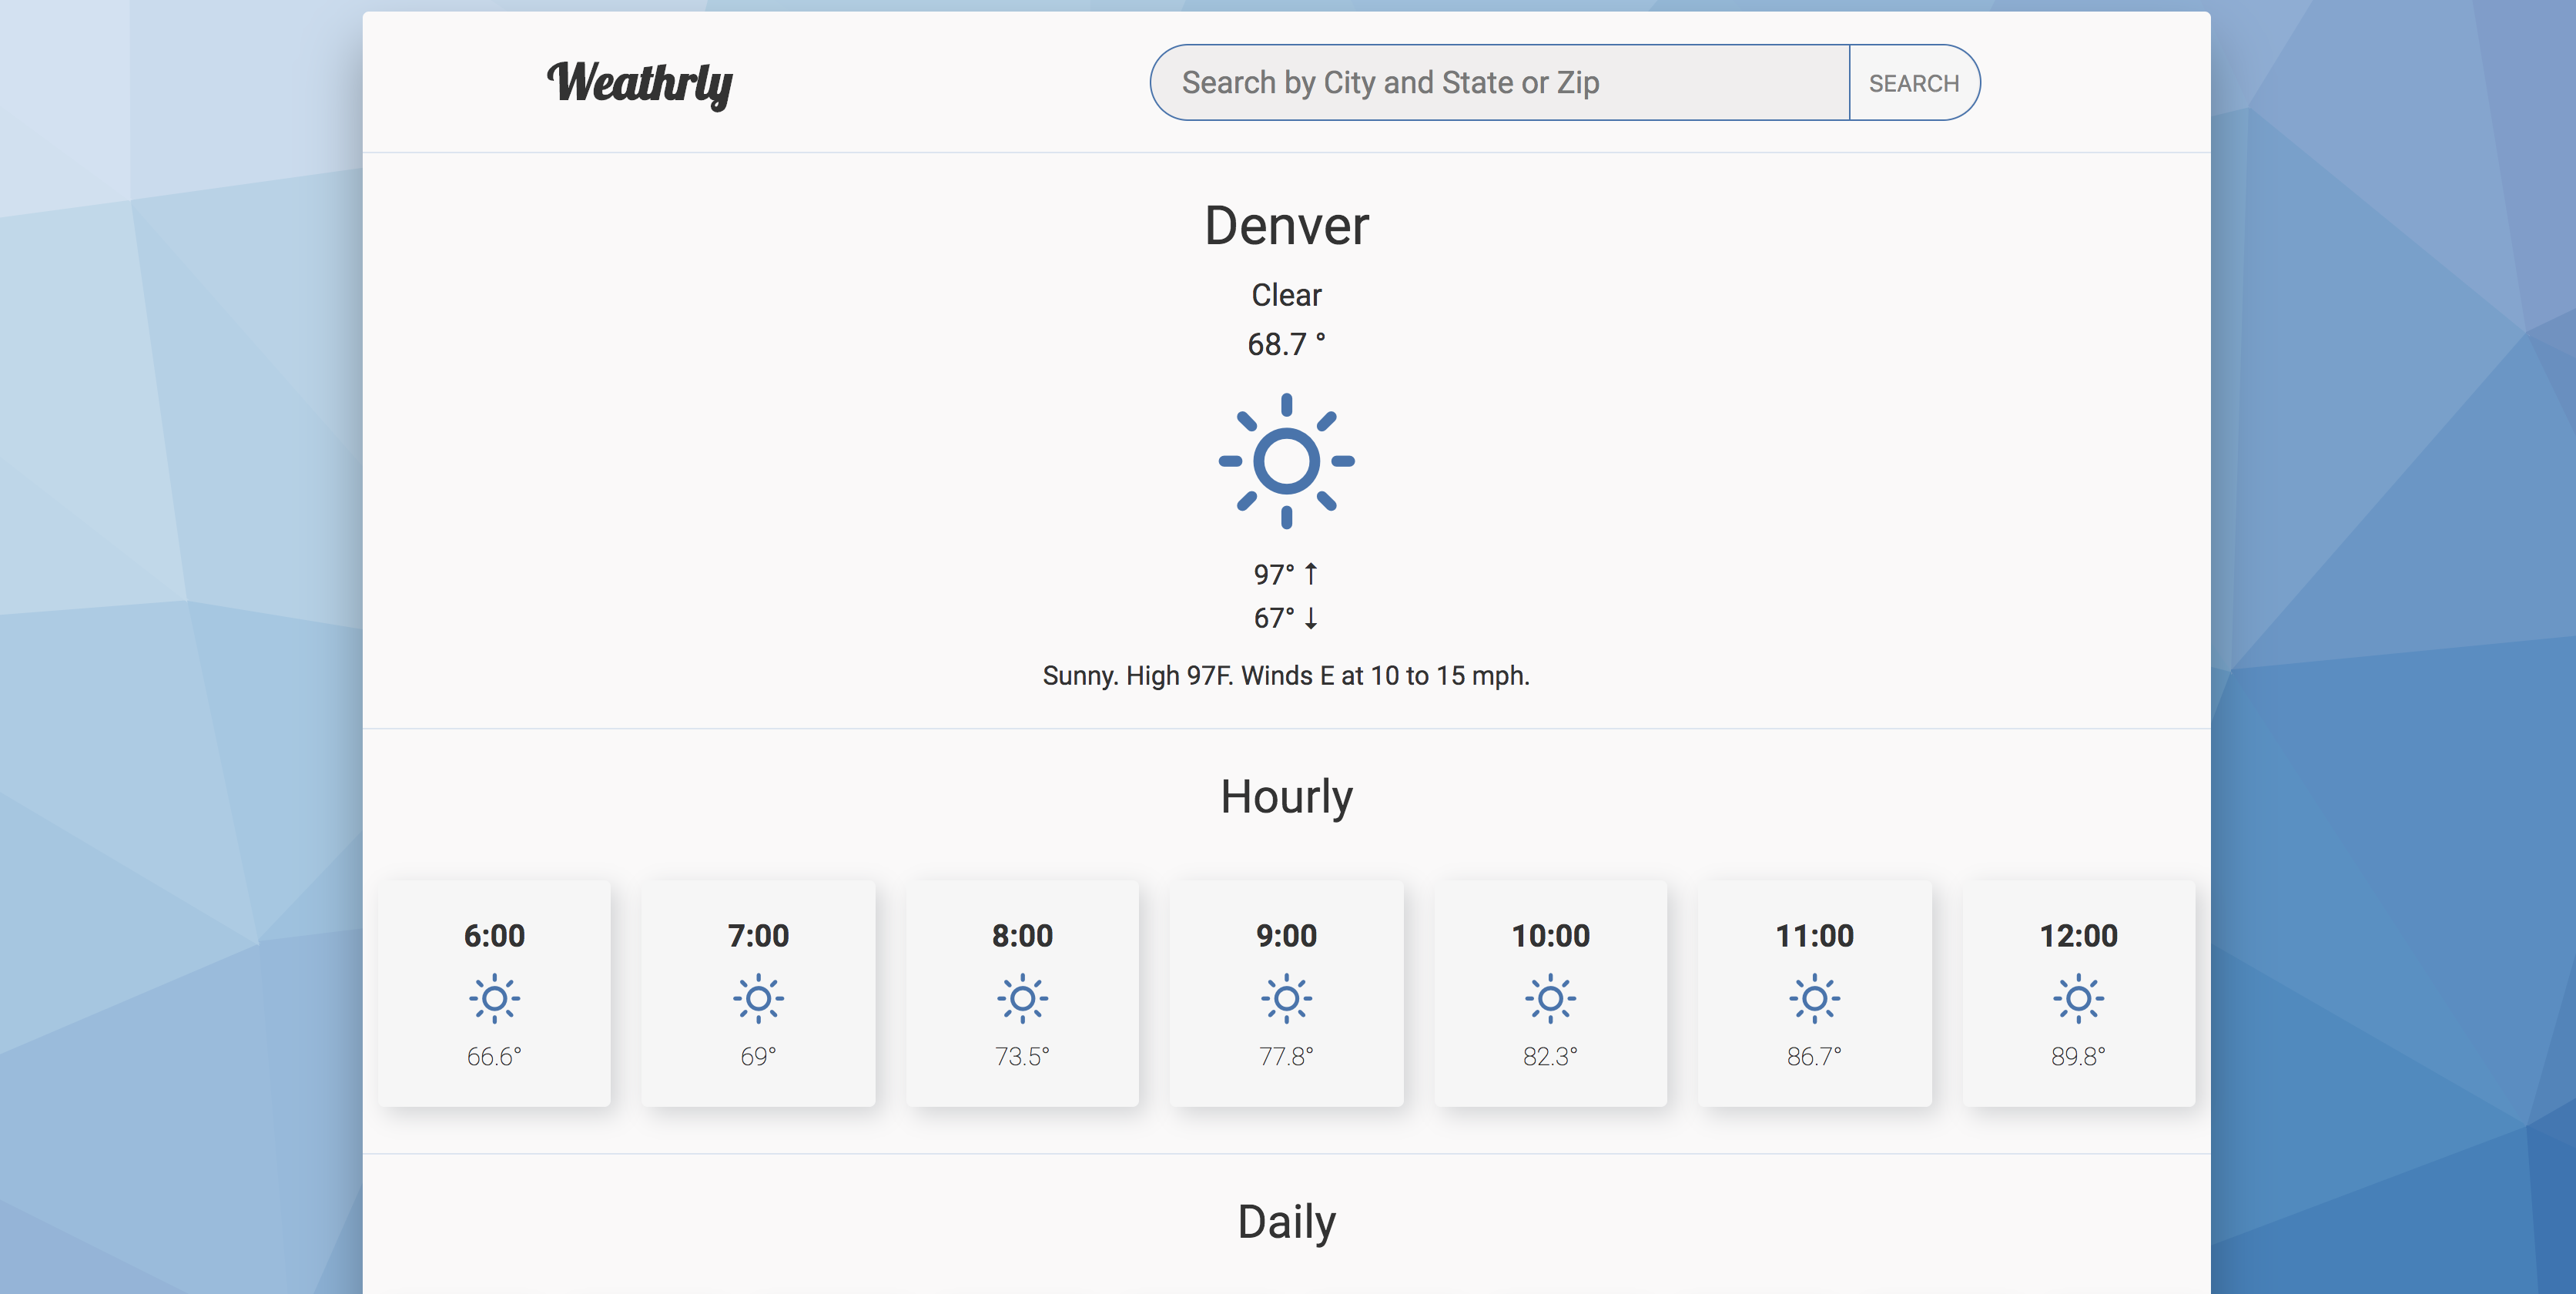 Weathrly
Search by City and State or Zip
SEARCH
Denver
Clear
68.7 °
97° ↑
67° ↓
Sunny. High 97F. Winds E at 10 to 15 mph.
Hourly
6:00 7:00 8:00 9:00 10:00 11:00 12:00
66.6° 69° 73.5° 77.8° 82.3° 86.7° 89.8°
Daily